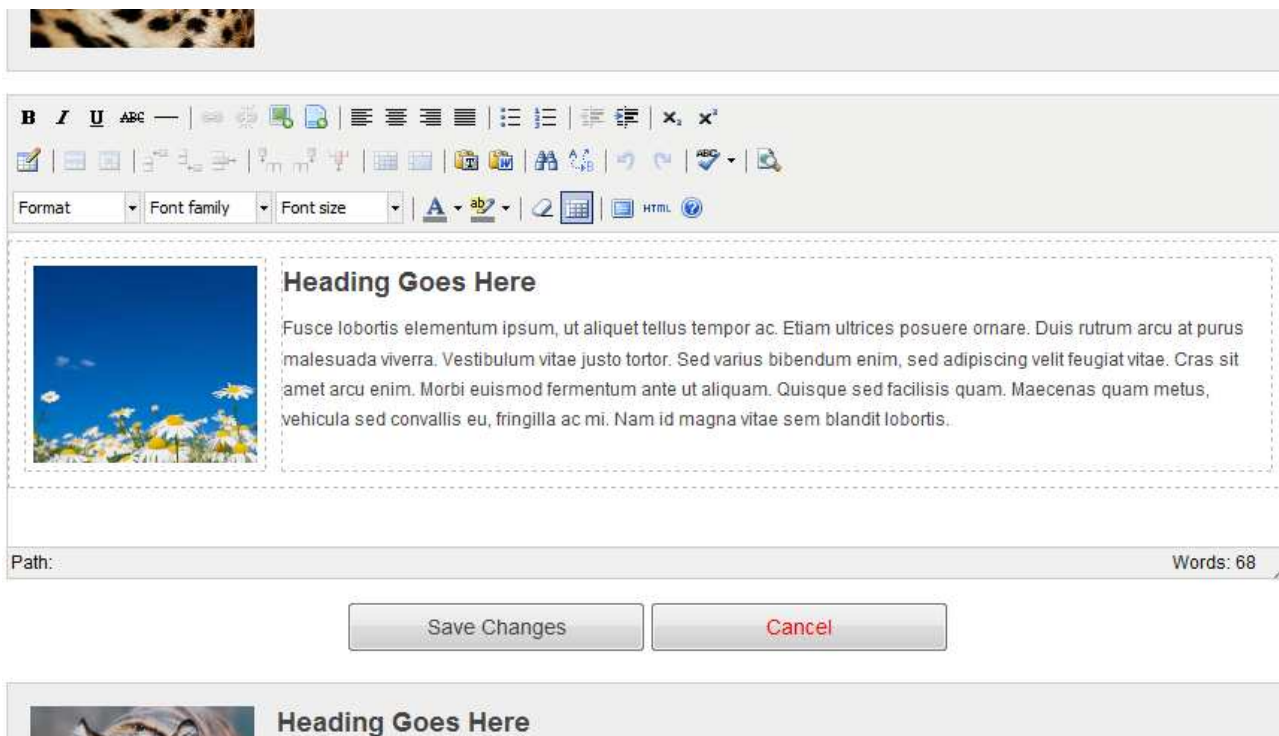 B I U ABC
ABC
Format Font family Font size A ab HTML
Heading Goes Here
Fusce lobortis elementum ipsum, ut aliquet tellus tempor ac. Etiam ultrices posuere ornare. Duis rutrum arcu at purus
malesuada viverra. Vestibulum vitae justo tortor. Sed varius bibendum enim, sed adipiscing velit feugiat vitae. Cras sit
amet arcu enim. Morbi euismod fermentum ante ut aliquam. Quisque sed facilisis quam. Maecenas quam metus,
vehicula sed convallis eu, fringilla ac mi. Nam id magna vitae sem blandit lobortis.
Path: Words: 68
Save Changes Cancel
Heading Goes Here